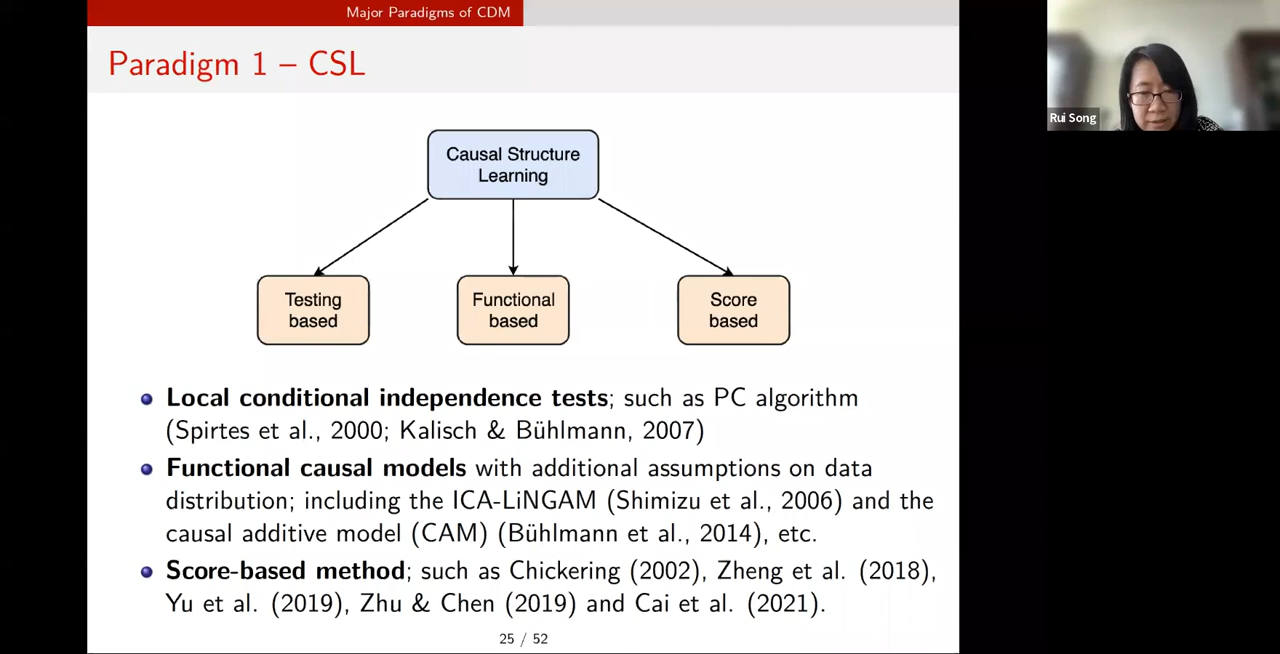 Major Paradigms of CDM
Paradigm 1 – CSL
Rui Song
Causal Structure
Learning
Testing
based
Functional
based
Score
based
Local conditional independence tests; such as PC algorithm
(Spirtes et al., 2000; Kalisch & Bühlmann, 2007)
Functional causal models with additional assumptions on data
distribution; including the ICA-LiNGAM (Shimizu et al., 2006) and the
causal additive model (CAM) (Bühlmann et al., 2014), etc.
Score-based method; such as Chickering (2002), Zheng et al. (2018),
Yu et al. (2019), Zhu & Chen (2019) and Cai et al. (2021).
25 / 52